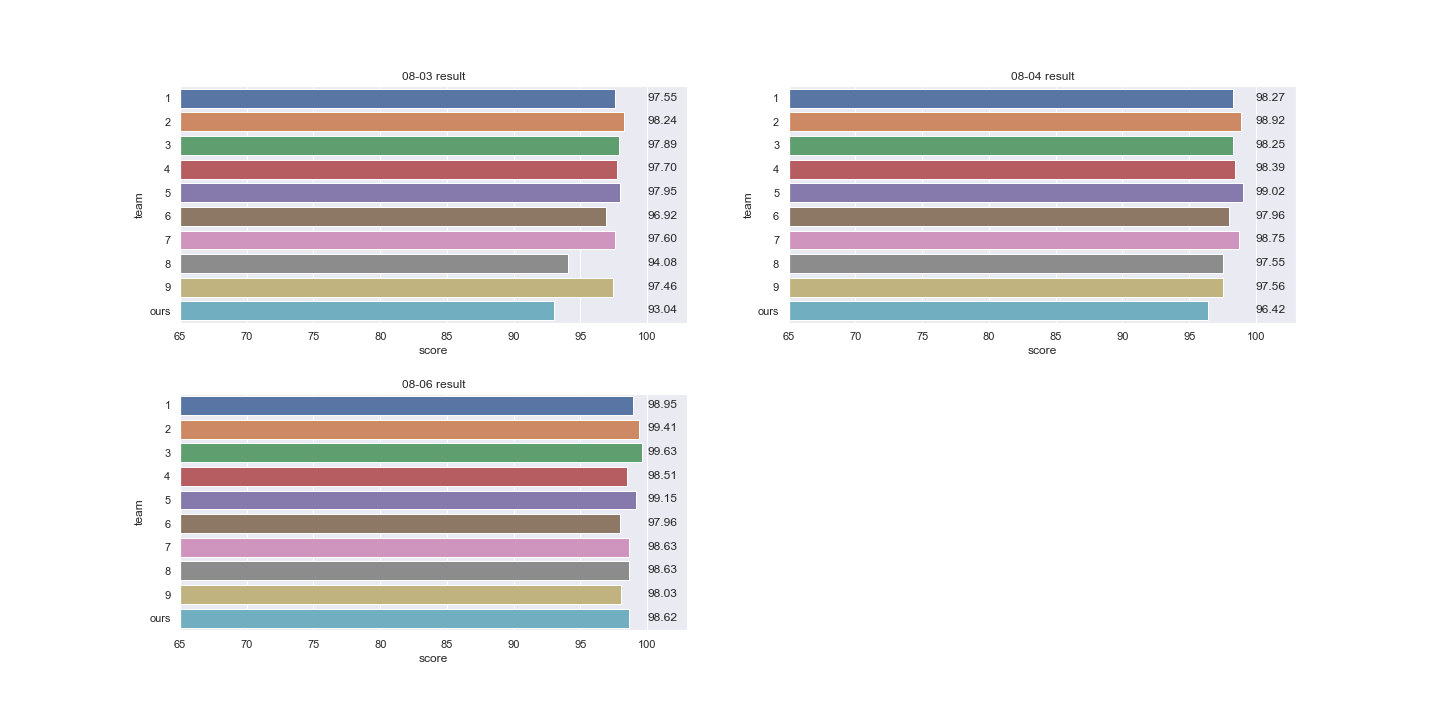 08-03 result
team
1 97.55
2 98.24
3 97.89
4 97.70
5 97.95
6 96.92
7 97.60
8 94.08
9 97.46
ours 93.04
65 70 75 80 85 90 95 100
score
08-04 result
team
1 98.27
2 98.92
3 98.25
4 98.39
5 99.02
6 97.96
7 98.75
8 97.55
9 97.56
ours 96.42
65 70 75 80 85 90 95 100
score
08-06 result
team
1 98.95
2 99.41
3 99.63
4 98.51
5 99.15
6 97.96
7 98.63
8 98.63
9 98.03
ours 98.62
65 70 75 80 85 90 95 100
score